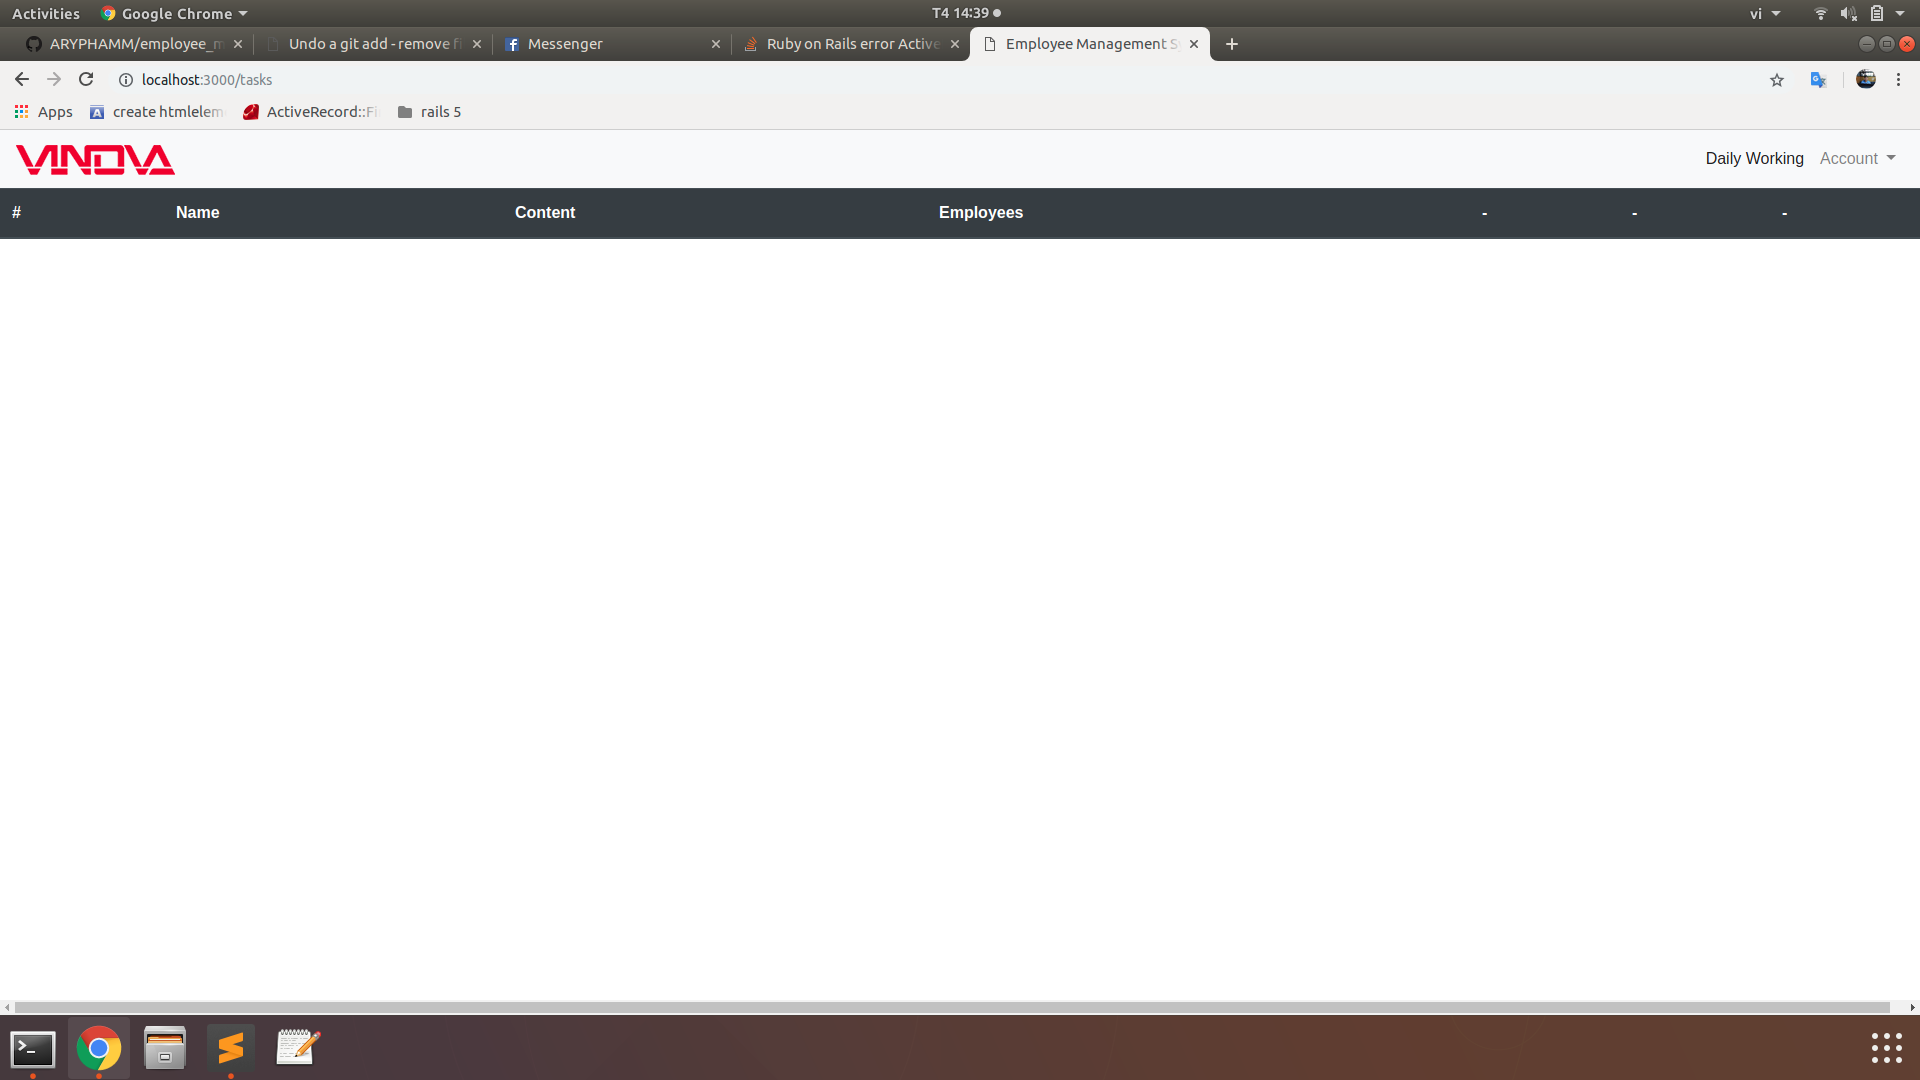 Activities Google Chrome T4 14:39 vi
ARYPHAMM/employee_m Undo a git add - remove fi Messenger Ruby on Rails error Active Employee Management Sy
localhost:3000/tasks
Apps create htmlelem ActiveRecord::Fi rails 5
VINOVA Daily Working Account
# Name Content Employees - - -